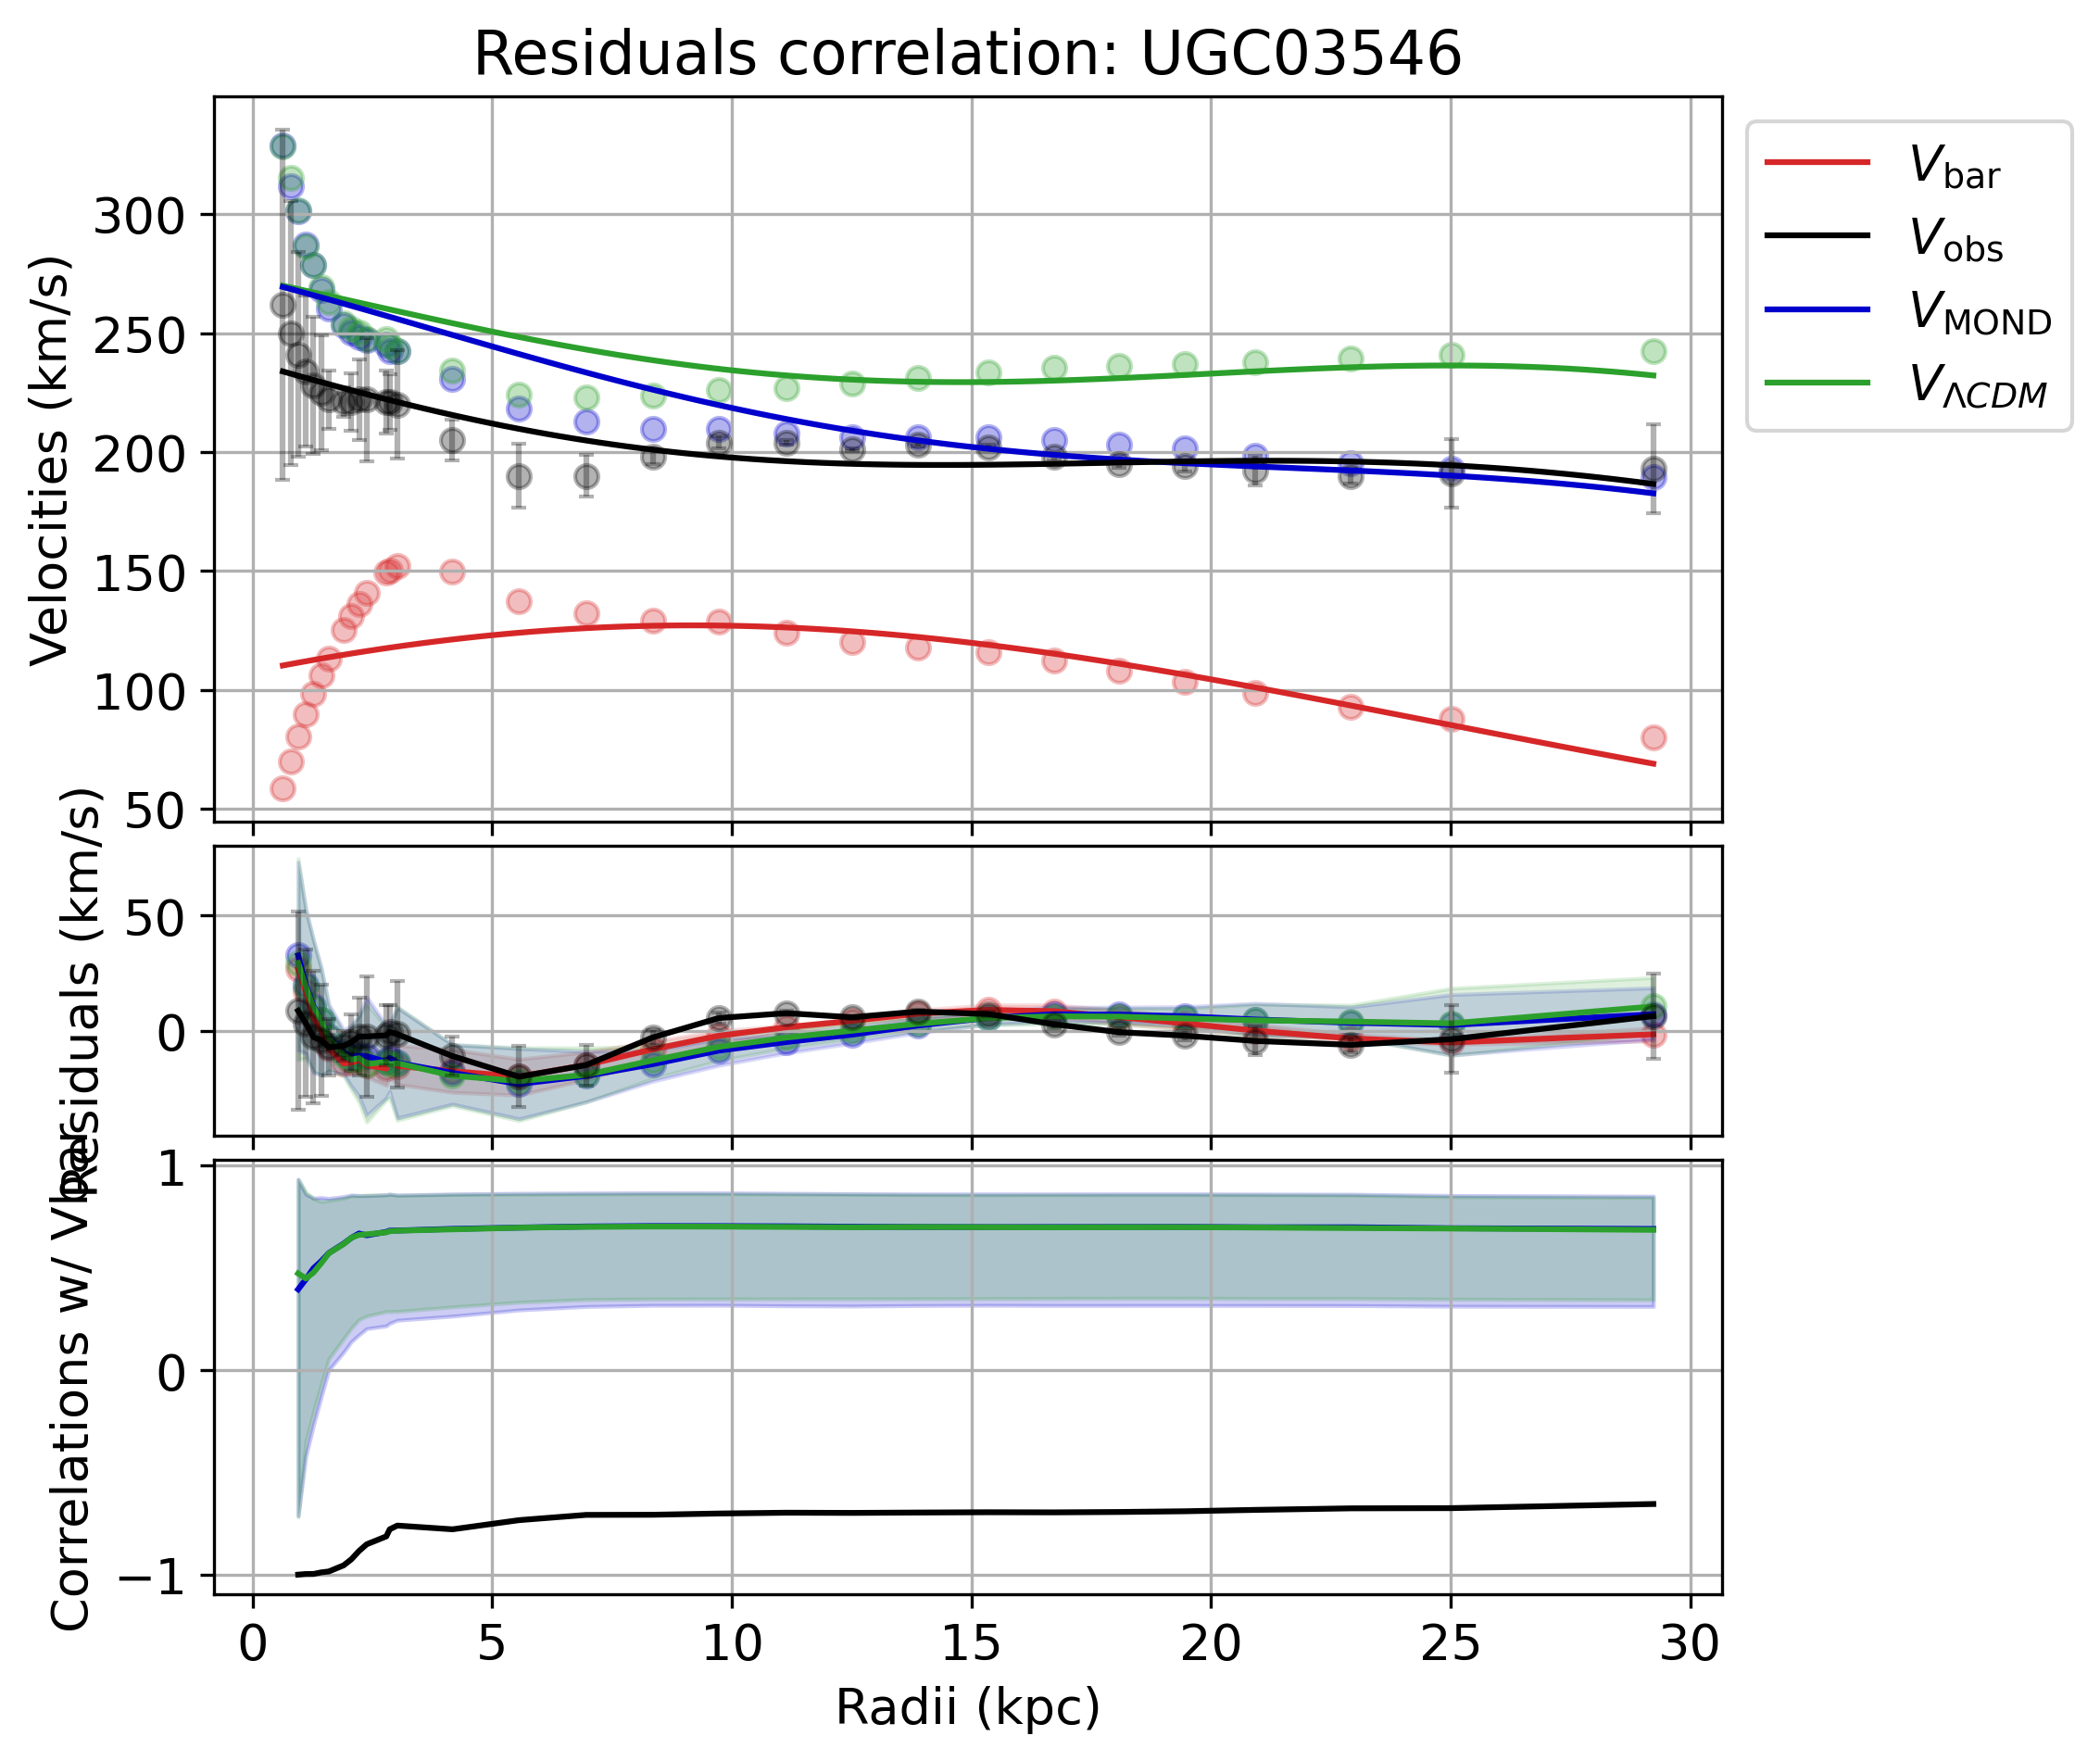 Residuals correlation: UGC03546
Velocities (km/s)
300
250
200
150
100
50
V_bar
V_obs
V_MOND
V_ΛCDM
Residuals (km/s)
50
0
Correlations w/ Vbar
1
0
−1
0 5 10 15 20 25 30
Radii (kpc)